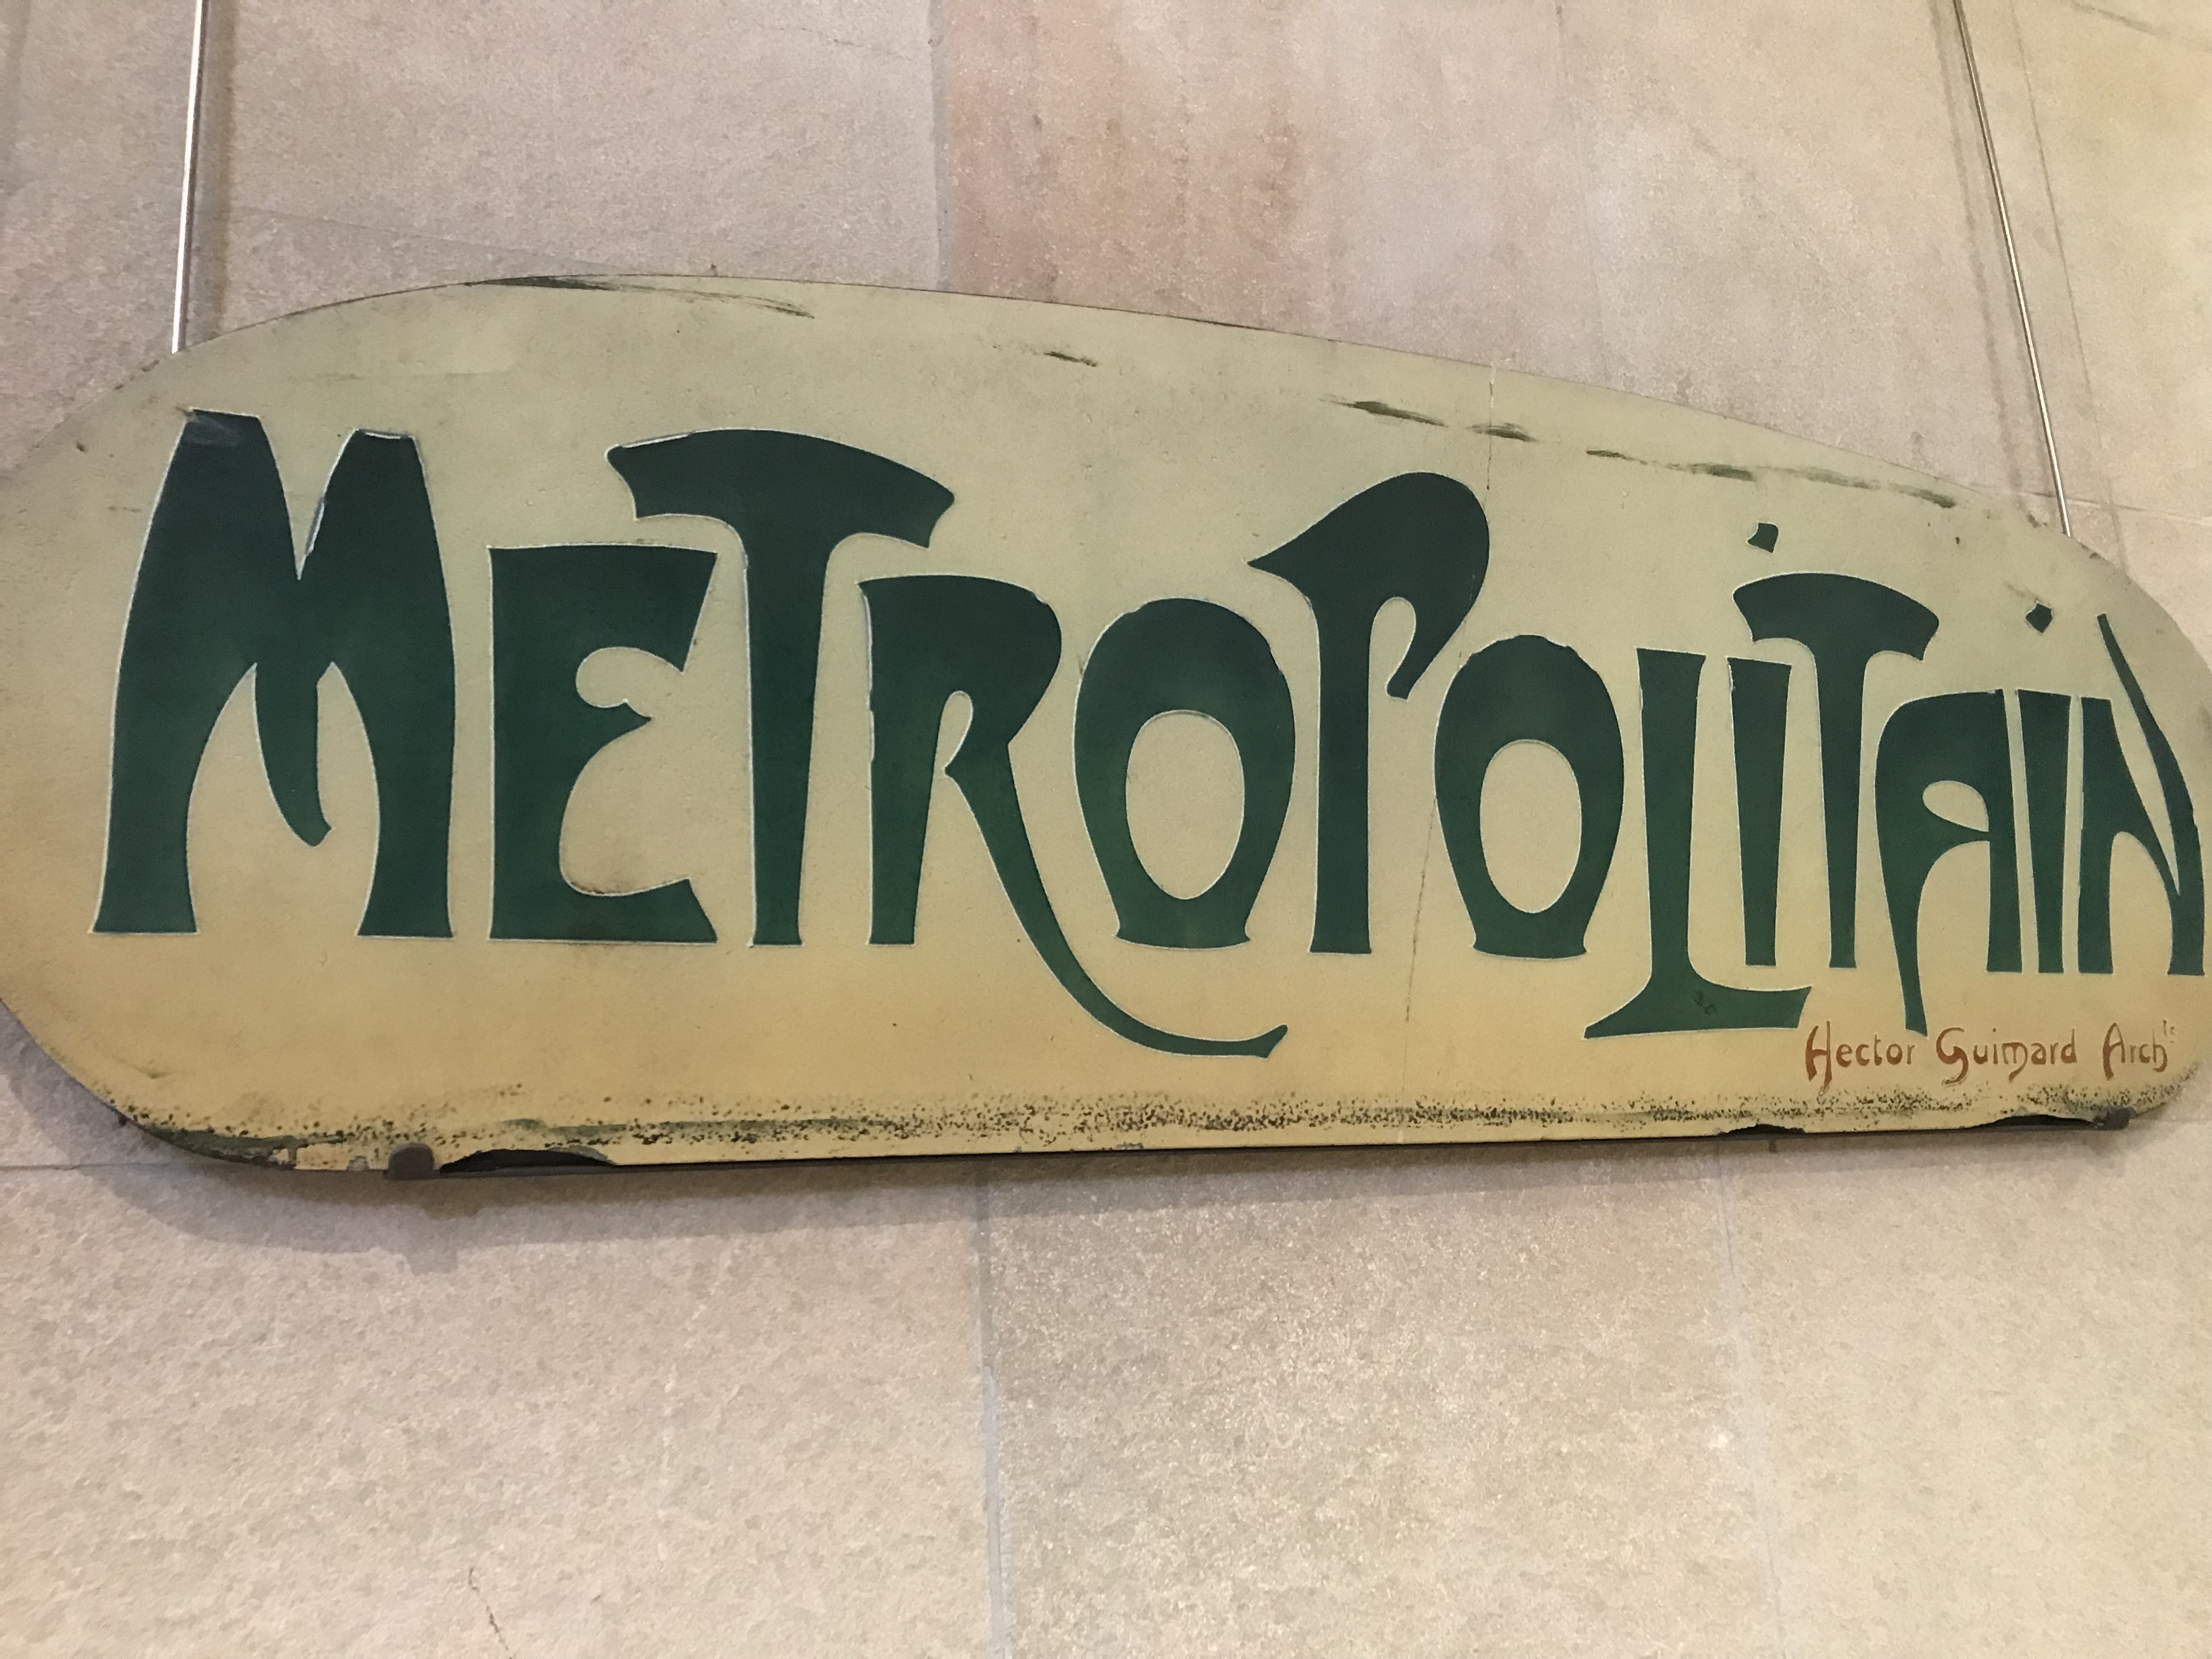 METROPOLITAIN
Hector Guimard Archte